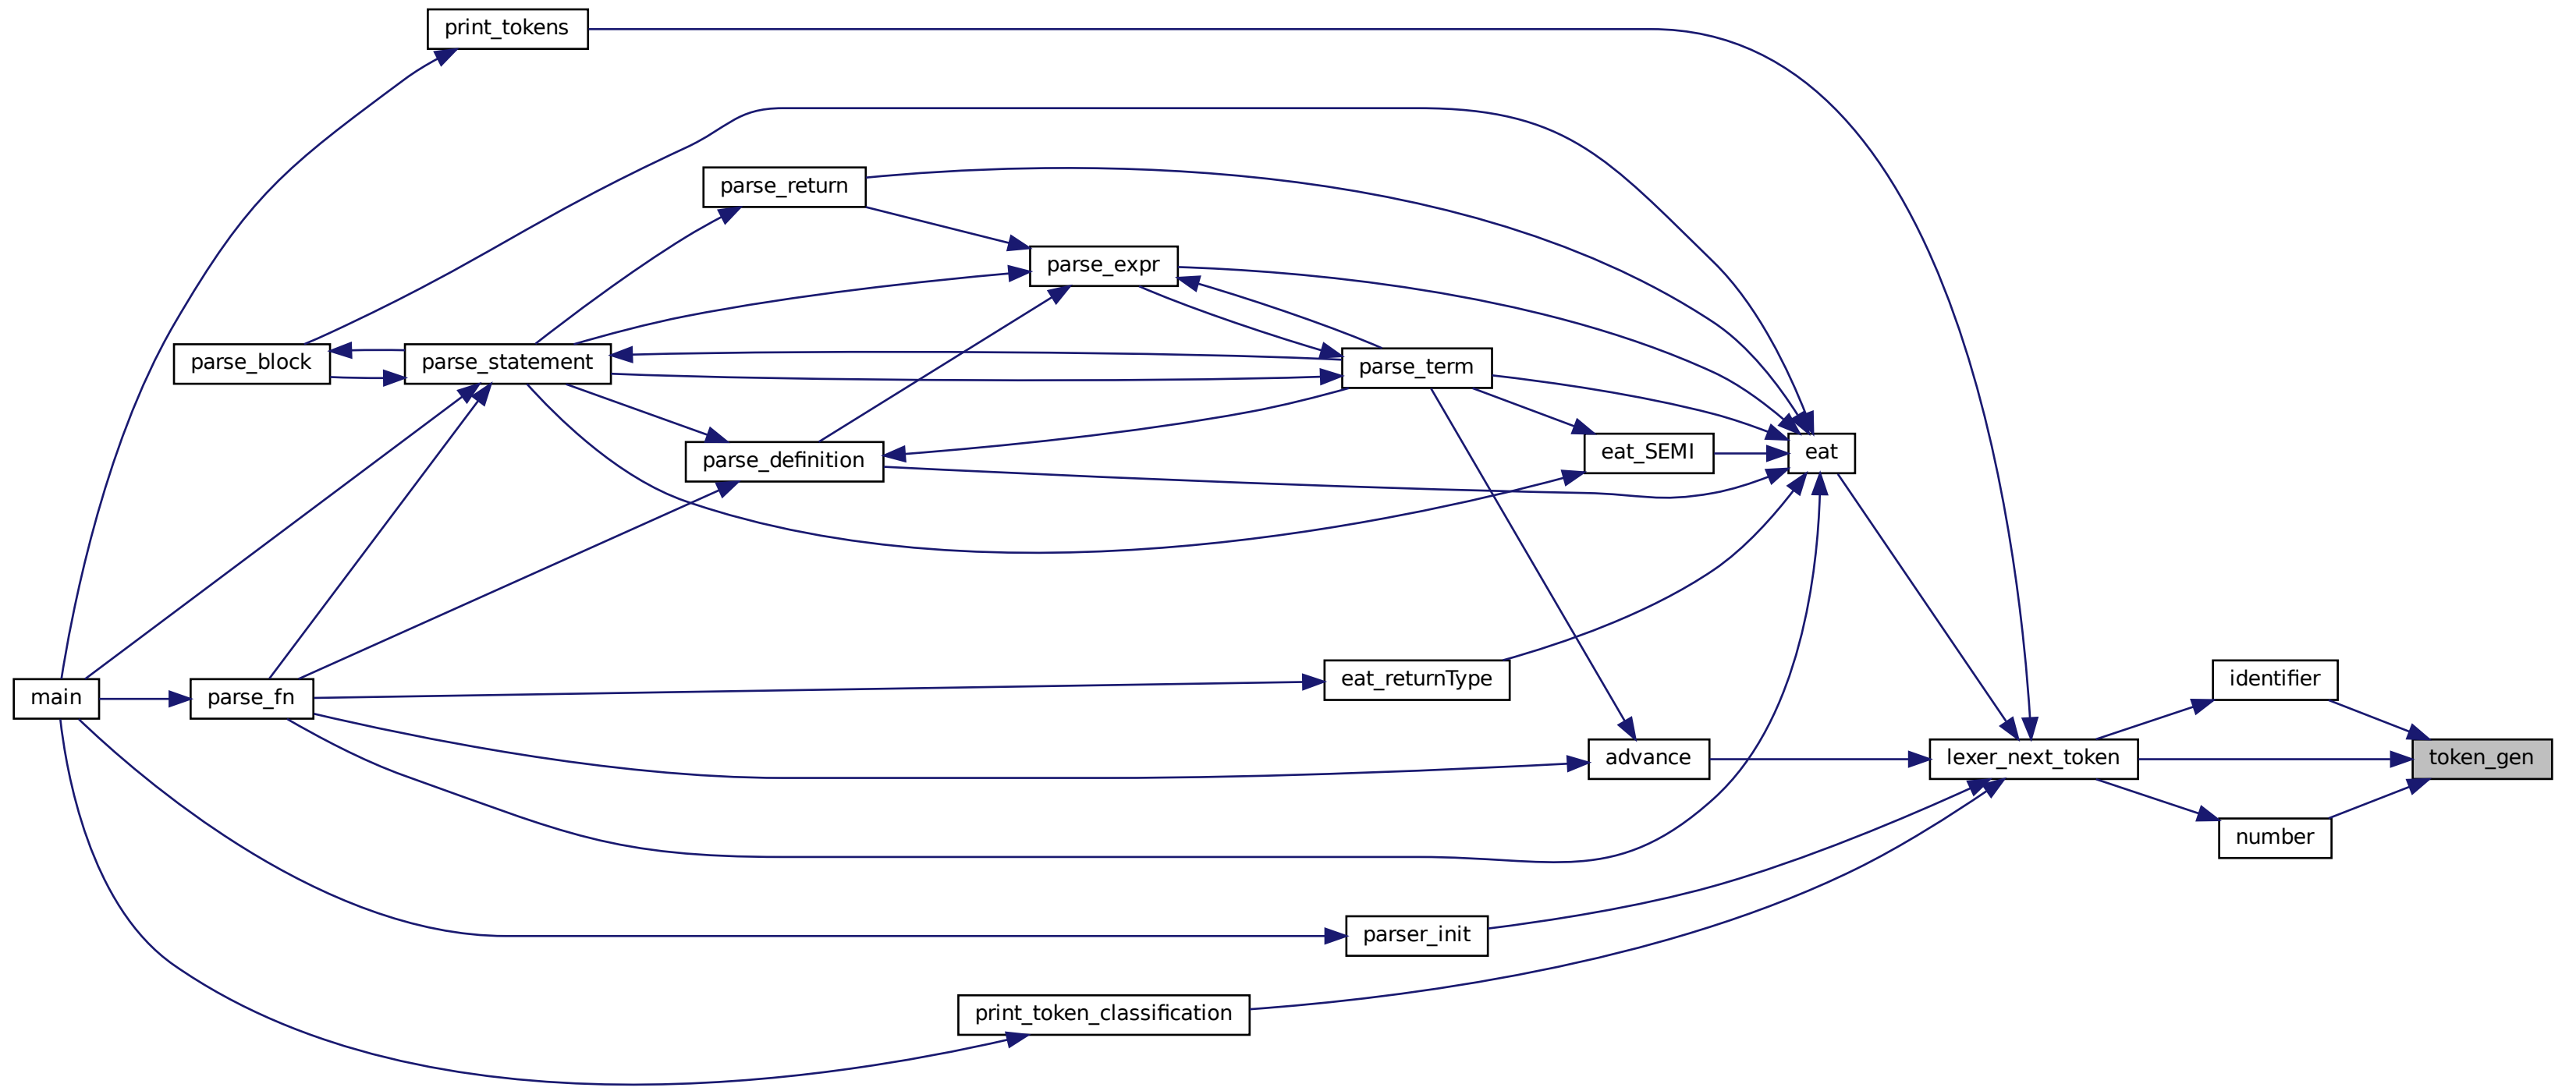 print_tokens
parse_return
parse_expr
parse_block
parse_statement
parse_term
parse_definition
eat_SEMI
eat
main
parse_fn
eat_returnType
identifier
advance
lexer_next_token
token_gen
number
parser_init
print_token_classification